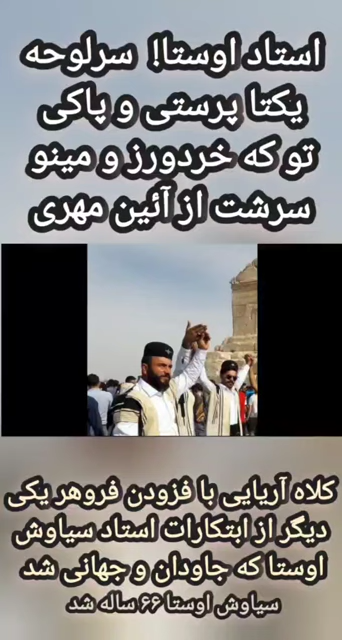 استاد اوستا! سرلوحه
یکتا پرستی و پاکی
تو که خردورز و مینو
سرشت از آئین مهری
کلاه آریایی با فزودن فروهر یکی
دیگر از ابتکارات استاد سیاوش
اوستا که جاودان و جهانی شد
سیاوش اوستا ۶۶ ساله شد